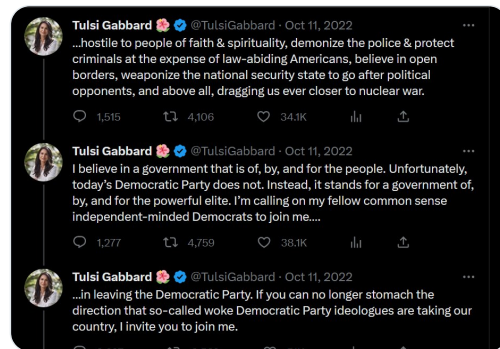 Tulsi Gabbard 🌺 @TulsiGabbard · Oct 11, 2022
...hostile to people of faith & spirituality, demonize the police & protect
criminals at the expense of law-abiding Americans, believe in open
borders, weaponize the national security state to go after political
opponents, and above all, dragging us ever closer to nuclear war.
1,515 4,106 34.1K
Tulsi Gabbard 🌺 @TulsiGabbard · Oct 11, 2022
I believe in a government that is of, by, and for the people. Unfortunately,
today's Democratic Party does not. Instead, it stands for a government of,
by, and for the powerful elite. I'm calling on my fellow common sense
independent-minded Democrats to join me....
1,277 4,759 38.1K
Tulsi Gabbard 🌺 @TulsiGabbard · Oct 11, 2022
...in leaving the Democratic Party. If you can no longer stomach the
direction that so-called woke Democratic Party ideologues are taking our
country, I invite you to join me.